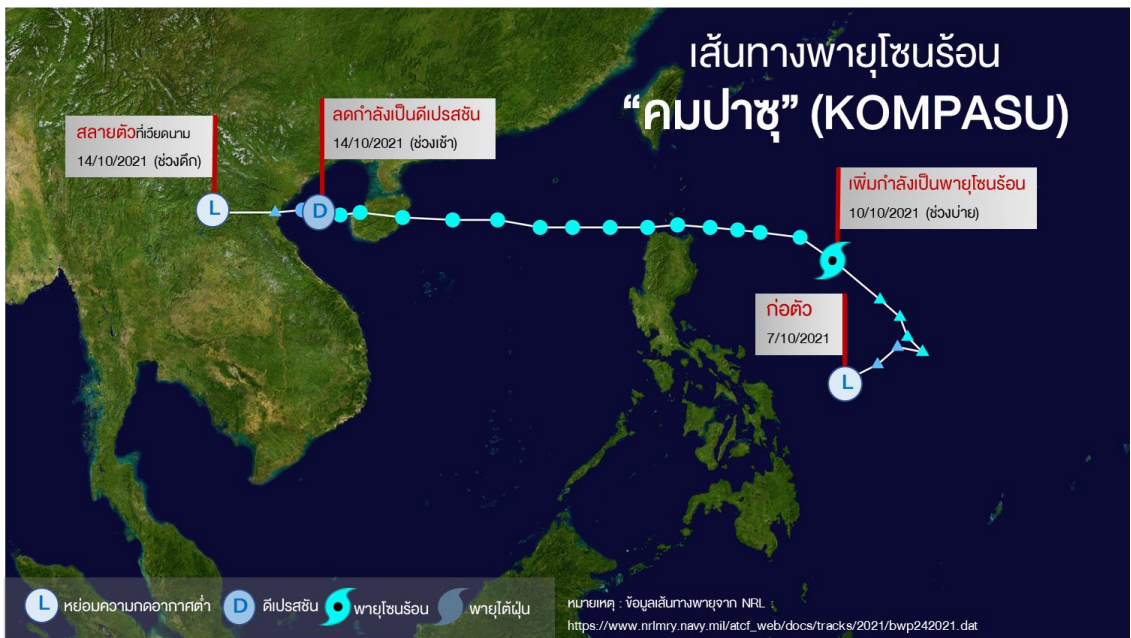 เส้นทางพายุโซนร้อน
“คมปาซุ” (KOMPASU)
สลายตัวที่เวียดนาม
14/10/2021 (ช่วงดึก)
ลดกำลังเป็นดีเปรสชัน
14/10/2021 (ช่วงเช้า)
เพิ่มกำลังเป็นพายุโซนร้อน
10/10/2021 (ช่วงบ่าย)
ก่อตัว
7/10/2021
L
D
L
L หย่อมความกดอากาศต่ำ D ดีเปรสชัน พายุโซนร้อน พายุไต้ฝุ่น
หมายเหตุ : ข้อมูลเส้นทางพายุจาก NRL :
https://www.nrlmry.navy.mil/atcf_web/docs/tracks/2021/bwp242021.dat